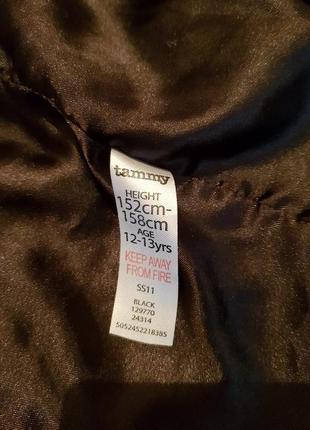 tammy
HEIGHT
152cm-
158cm
AGE
12-13yrs
KEEP AWAY
FROM FIRE
SS11
BLACK
129770
24314
5052452218385